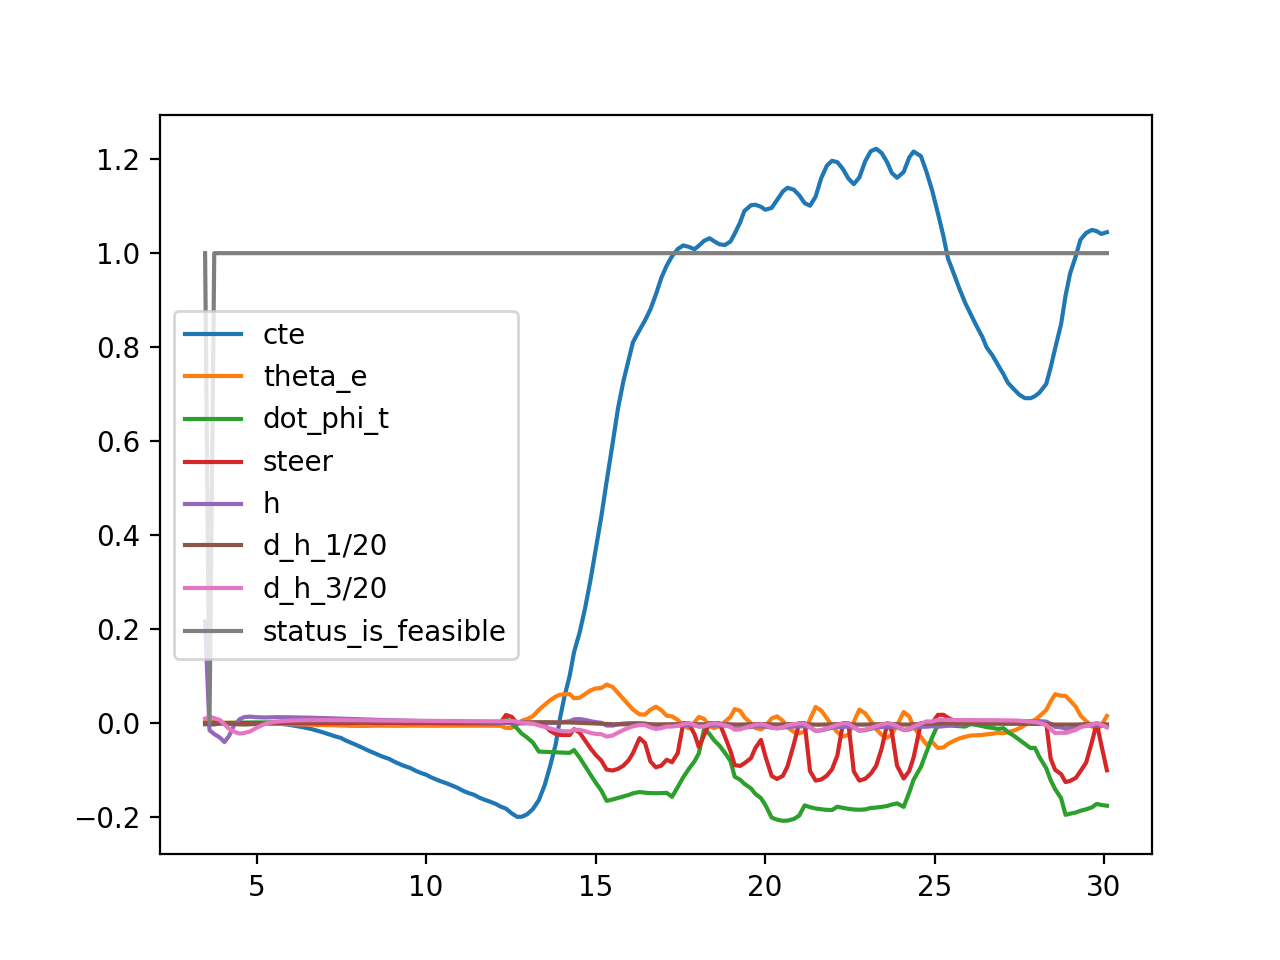 1.2
1.0
0.8
0.6
0.4
0.2
0.0
−0.2
cte
theta_e
dot_phi_t
steer
h
d_h_1/20
d_h_3/20
status_is_feasible
5 10 15 20 25 30